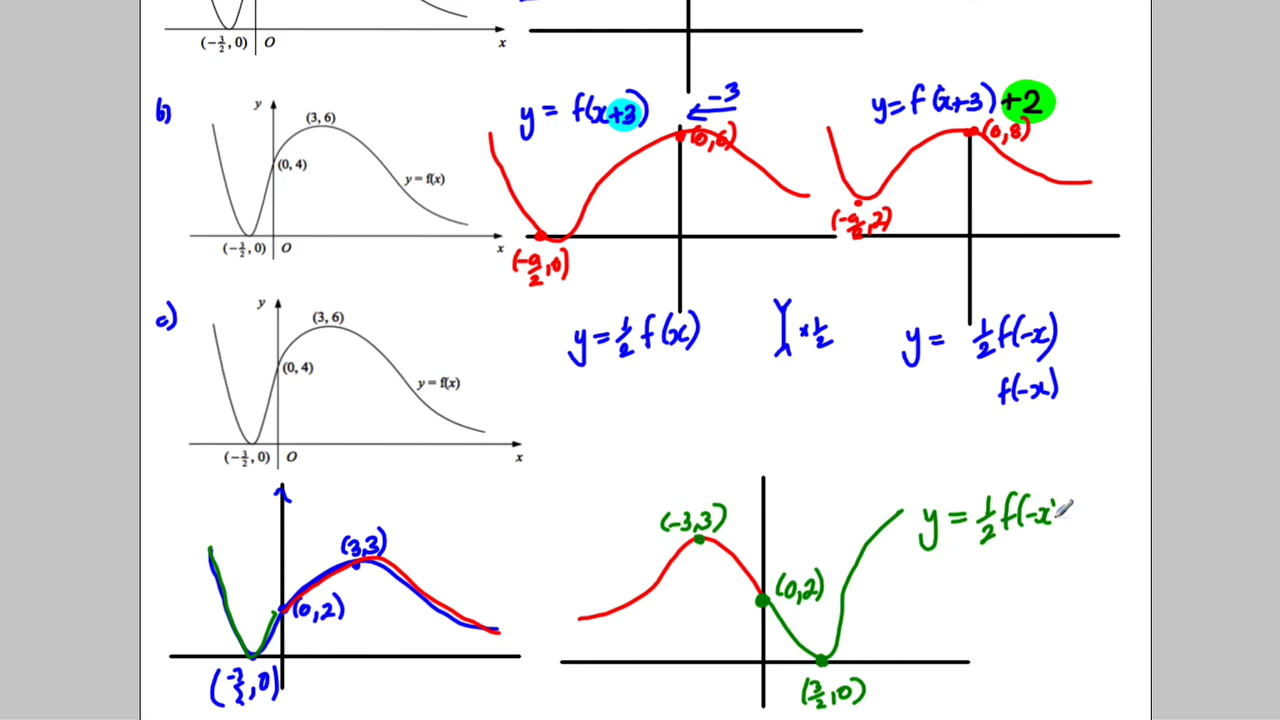 (-3/2, 0) O x
b)
y
(3, 6)
(0, 4)
y = f(x)
(-3/2, 0) O x
y = f(x+3)
-3
(0,6)
(-9/2, 0)
y = f(x+3) +2
(0,8)
(-9/2, 2)
c)
y
(3, 6)
(0, 4)
y = f(x)
(-3/2, 0) O x
y = 1/2 f(x)
× 1/2
y = 1/2 f(-x)
f(-x)
(3,3)
(0,2)
(-3/2, 0)
(-3,3)
(0,2)
(3/2, 0)
y = 1/2 f(-x